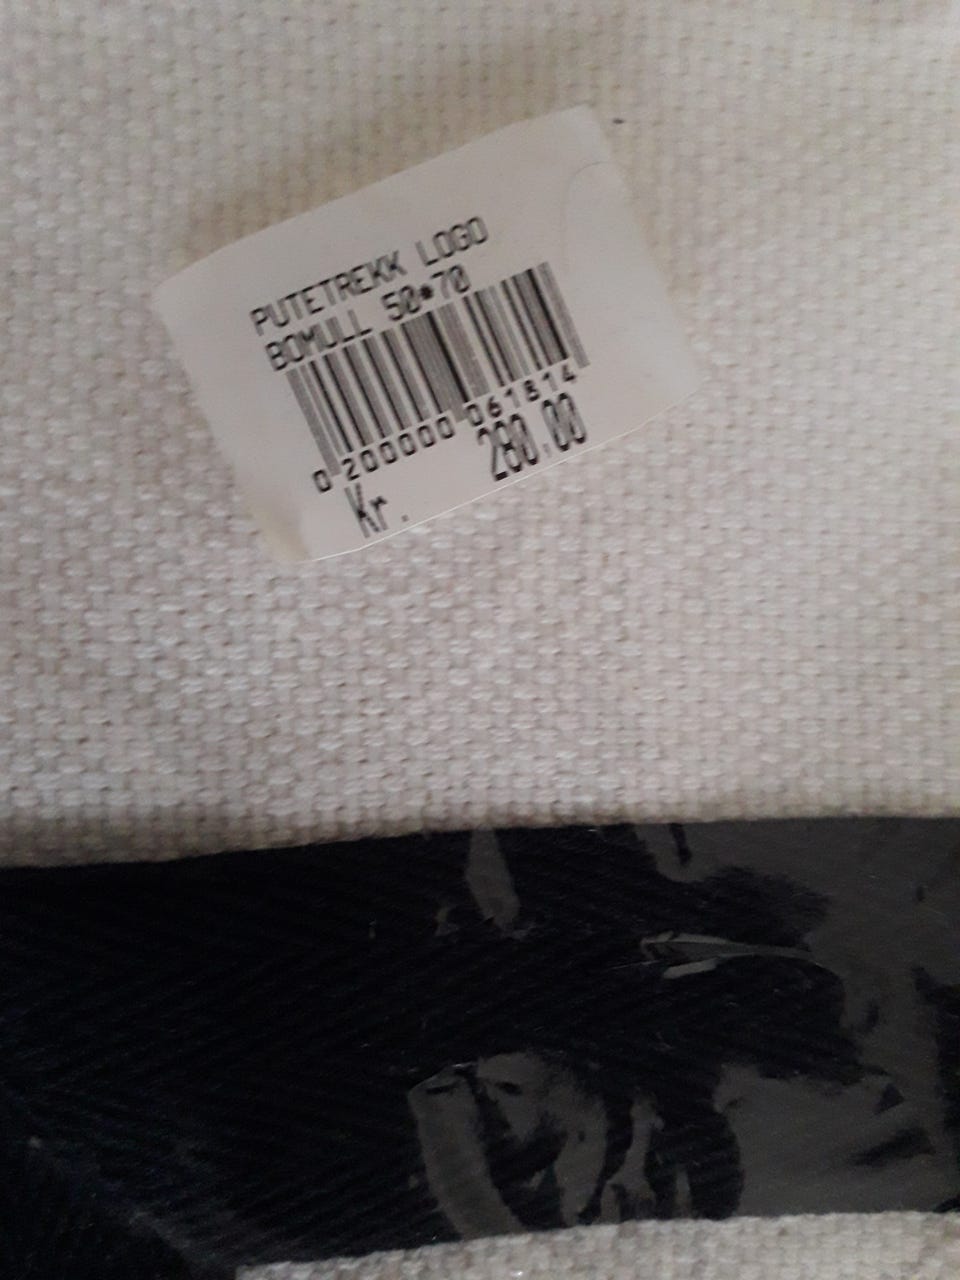 PUTETREKK LOGO
BOMULL 50*70
0 200000 061814
Kr. 280.00